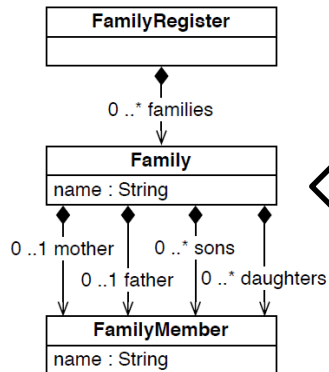 FamilyRegister
0 ..* families
Family
name : String
0 ..1 mother
0 ..* sons
0 ..1 father
0 ..* daughters
FamilyMember
name : String